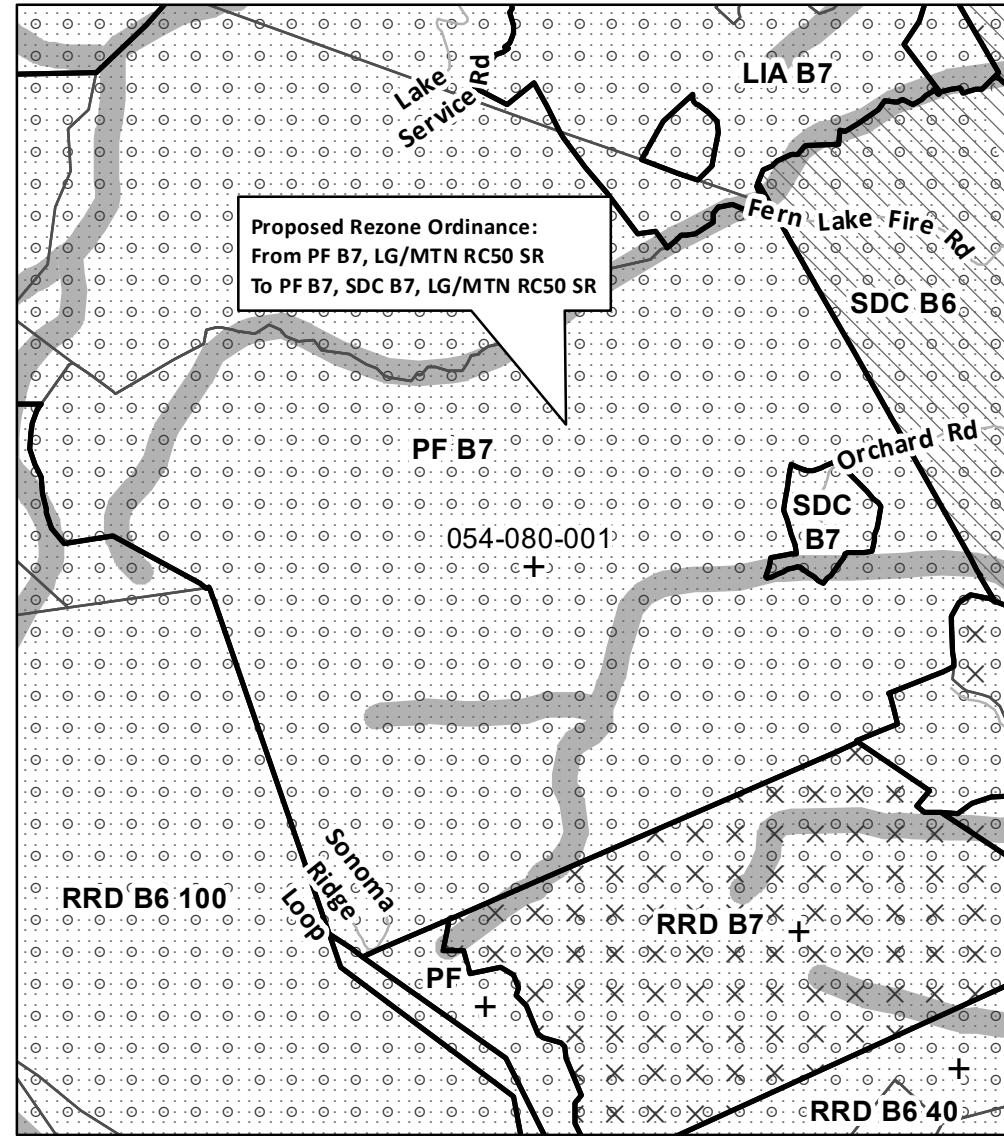 LIA B7
Lake
Service Rd
Proposed Rezone Ordinance:
From PF B7, LG/MTN RC50 SR
To PF B7, SDC B7, LG/MTN RC50 SR
Fern Lake Fire Rd
SDC B6
PF B7
Orchard Rd
SDC
B7
054-080-001
Sonoma
Ridge
Loop
RRD B6 100
RRD B7
PF
RRD B6 40